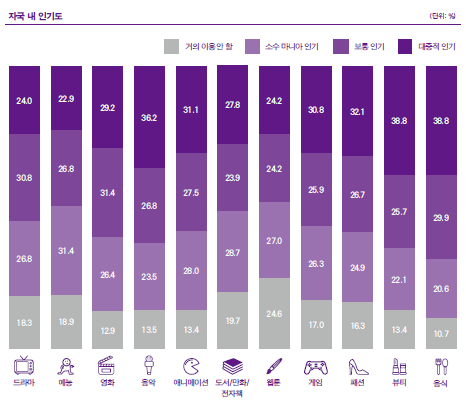 자국 내 인기도
(단위: %)
거의 이용안 함 소수 마니아 인기 보통 인기 대중적 인기
24.0 22.9 29.2 36.2 31.1 27.8 24.2 30.8 32.1 38.8 38.8
30.8 26.8 31.4 26.8 27.5 23.9 24.2 25.9 26.7 25.7 29.9
26.8 31.4 26.4 23.5 28.0 28.7 27.0 26.3 24.9 22.1 20.6
18.3 18.9 12.9 13.5 13.4 19.7 24.6 17.0 16.3 13.4 10.7
드라마 예능 영화 음악 애니메이션 도서/만화/ 웹툰 게임 패션 뷰티 음식
전자책